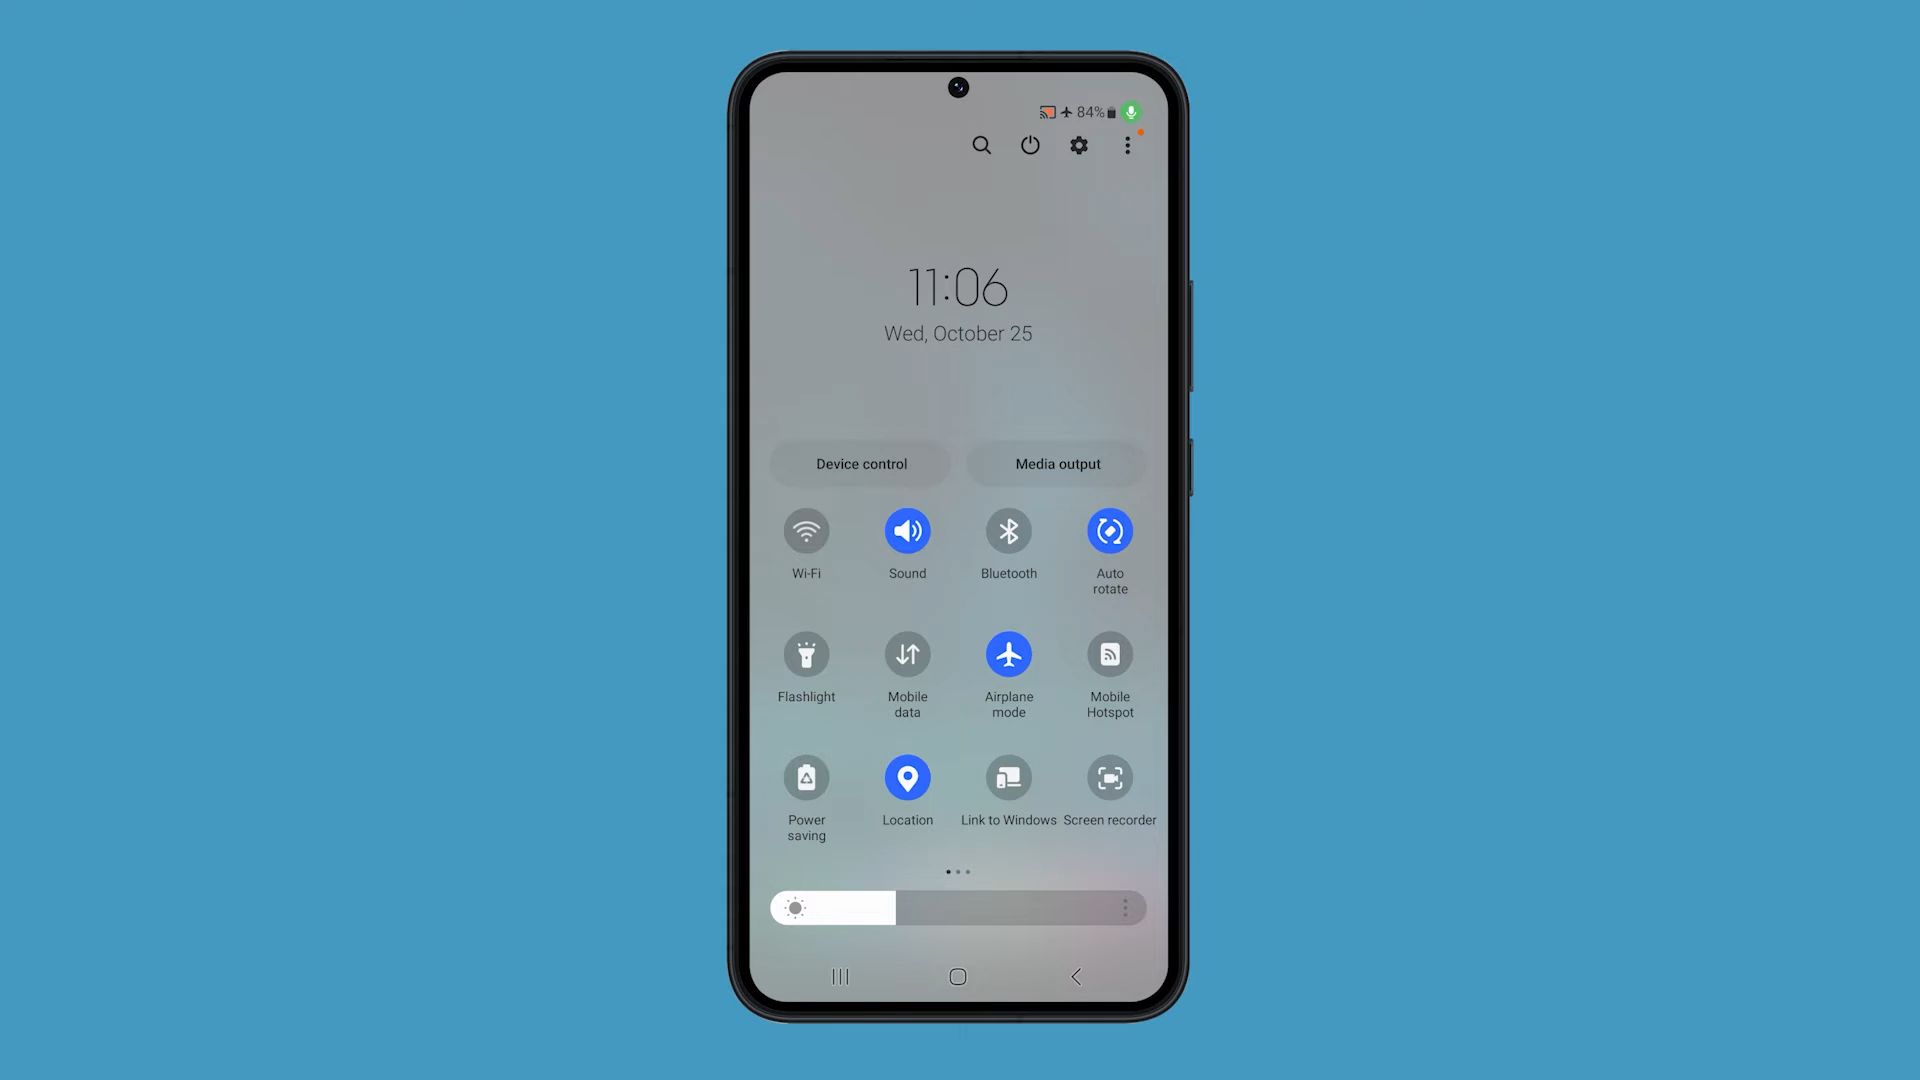 84%
11:06
Wed, October 25
Device control
Media output
Wi-Fi
Sound
Bluetooth
Auto
rotate
Flashlight
Mobile
data
Airplane
mode
Mobile
Hotspot
Power
saving
Location
Link to Windows
Screen recorder